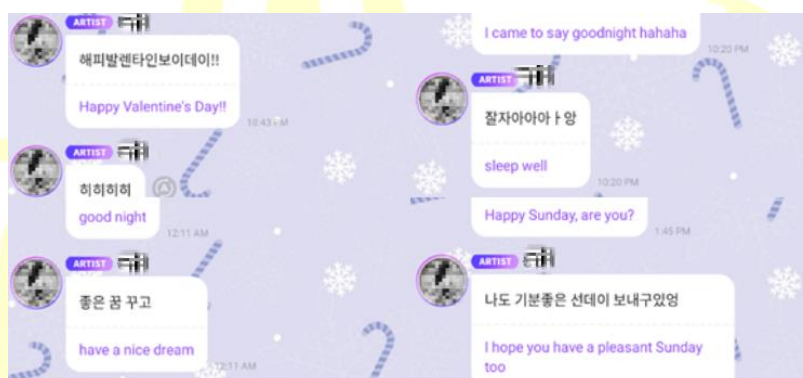 ARTIST
해피발렌타인보이데이!!
Happy Valentine's Day!!
10:43 PM
ARTIST
히히히히
good night
12:11 AM
ARTIST
좋은 꿈 꾸고
have a nice dream
12:11 AM
I came to say goodnight hahaha
10:20 PM
ARTIST
잘자아아아ㅏ앙
sleep well
10:20 PM
Happy Sunday, are you?
1:45 PM
ARTIST
나도 기분좋은 선데이 보내구있엉
I hope you have a pleasant Sunday
too